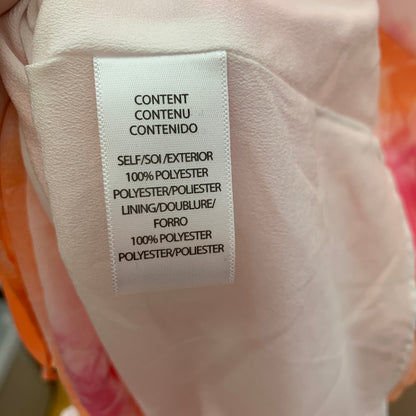 CONTENT
CONTENU
CONTENIDO
SELF/SOI/EXTERIOR
100% POLYESTER
POLYESTER/POLIESTER
LINING/DOUBLURE/
FORRO
100% POLYESTER
POLYESTER/POLIESTER